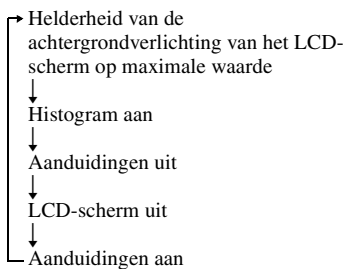 Helderheid van de
achtergrondverlichting van het LCD-
scherm op maximale waarde
Histogram aan
Aanduidingen uit
LCD-scherm uit
Aanduidingen aan